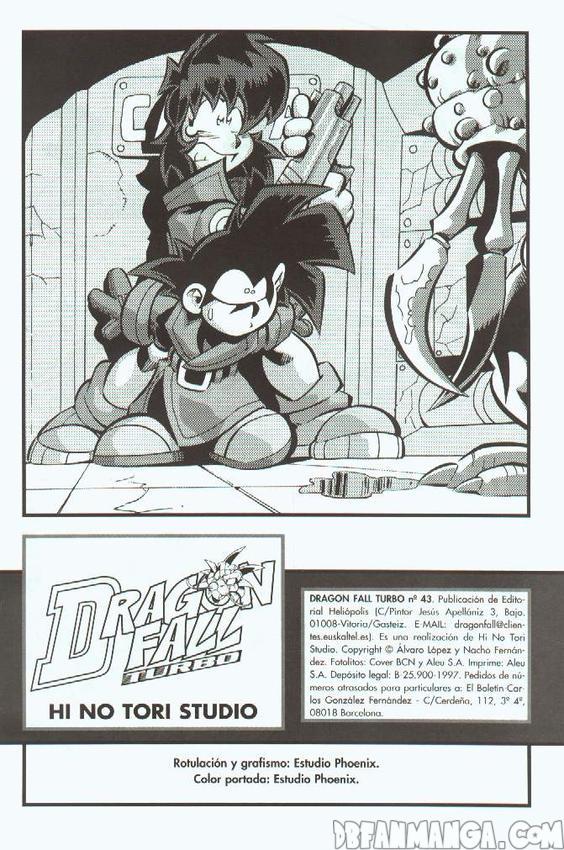 DRAGON
FALL
TURBO
HI NO TORI STUDIO
DRAGON FALL TURBO nº 43. Publicación de Edito-
rial Heliópolis (C/Pintor Jesús Apellániz 3, Bajo.
01008-Vitoria/Gasteiz. E-MAIL: dragonfall@clien-
tes.euskaltel.es). Es una realización de Hi No Tori
Studio. Copyright © Álvaro López y Nacho Fernán-
dez. Fotolitos: Cover BCN y Aleu S.A. Imprime: Aleu
S.A. Depósito legal: B-25.900-1997. Pedidos de nú-
meros atrasados para particulares a: El Boletín-Car-
los González Fernández - C/Cerdeña, 112, 3º 4º,
08018 Barcelona.
Rotulación y grafismo: Estudio Phoenix.
Color portada: Estudio Phoenix.
DBFANMANGA.COM